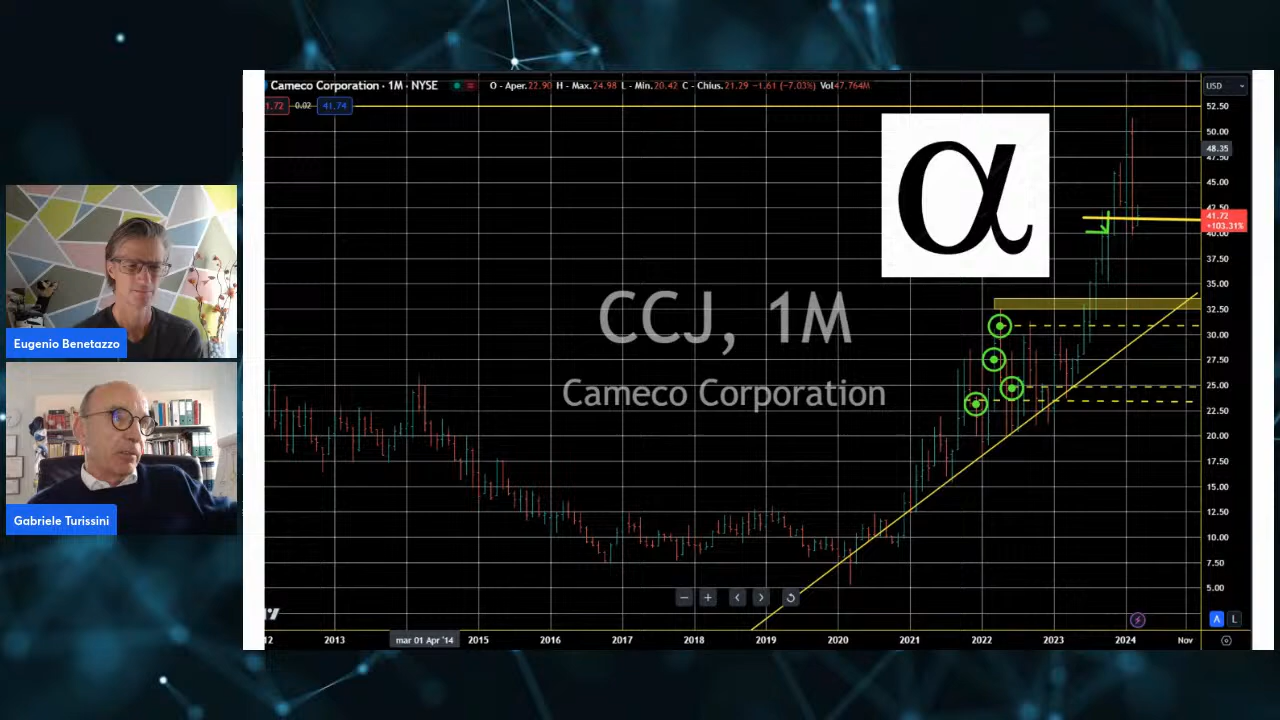 Cameco Corporation · 1M · NYSE
O - Aper.22.90 H - Max.24.98 L - Min.20.42 C - Chius.21.29 −1.61 (−7.03%) Vol47.764M
USD
1.72 0.02 41.74
52.50
50.00
48.35
47.50
45.00
42.50
41.72
+103.31%
40.00
37.50
35.00
32.50
30.00
27.50
25.00
22.50
20.00
17.50
15.00
12.50
10.00
7.50
5.00
α
CCJ, 1M
Cameco Corporation
Eugenio Benetazzo
Gabriele Turissini
A L
12 2013 mar 01 Apr '14 2015 2016 2017 2018 2019 2020 2021 2022 2023 2024 Nov